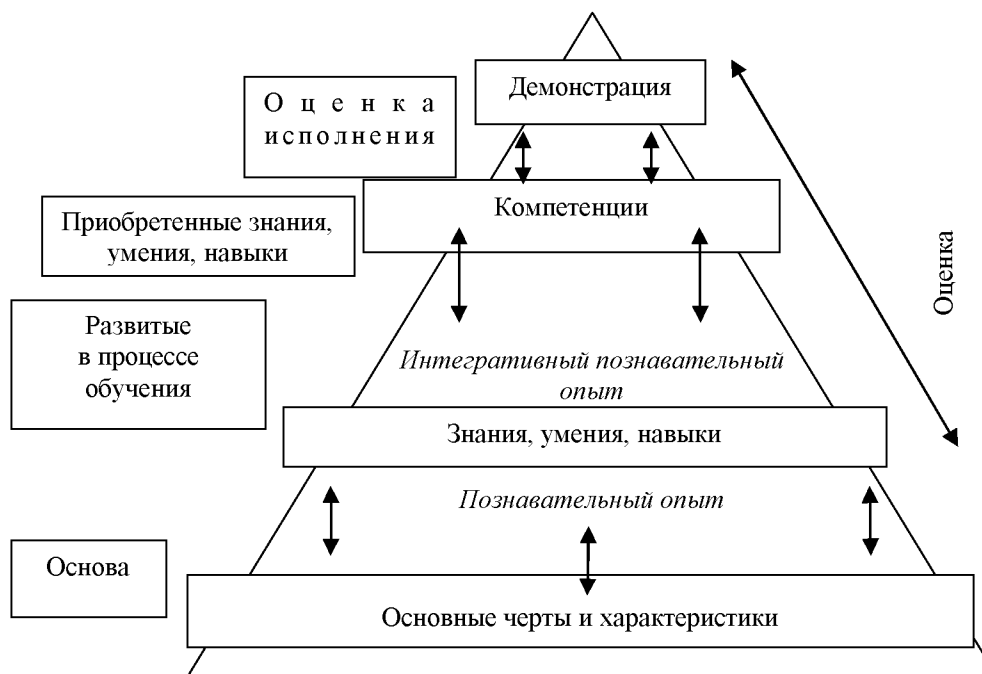 Демонстрация
О ц е н к а
исполнения
Компетенции
Приобретенные знания,
умения, навыки
Оценка
Развитые
в процессе
обучения
Интегративный познавательный
опыт
Знания, умения, навыки
Познавательный опыт
Основа
Основные черты и характеристики